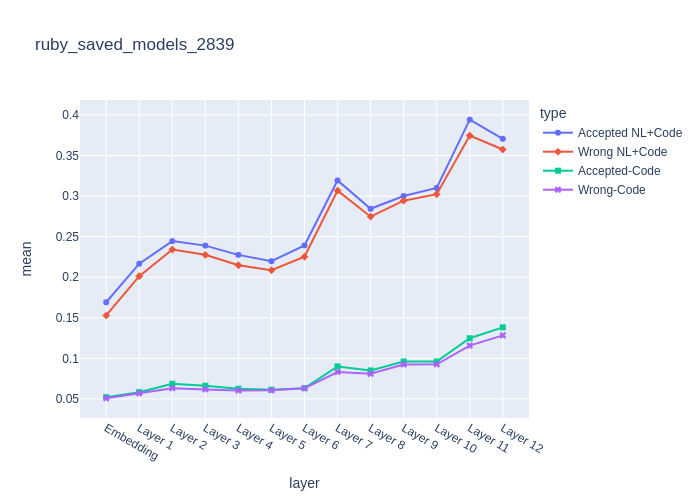 ruby_saved_models_2839
type
Accepted NL+Code
Wrong NL+Code
Accepted-Code
Wrong-Code
mean
0.4
0.35
0.3
0.25
0.2
0.15
0.1
0.05
Embedding
Layer 1
Layer 2
Layer 3
Layer 4
Layer 5
Layer 6
Layer 7
Layer 8
Layer 9
Layer 10
Layer 11
Layer 12
layer